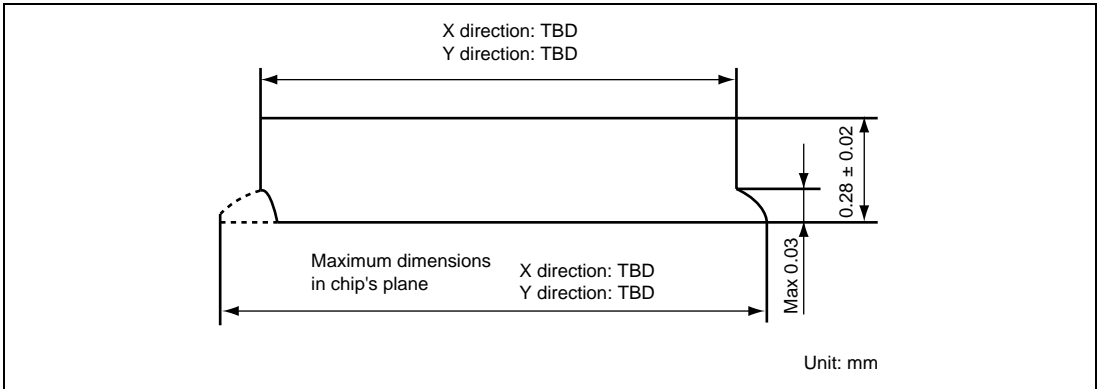 X direction: TBD
Y direction: TBD
0.28 ± 0.02
Max 0.03
Maximum dimensions
in chip's plane
X direction: TBD
Y direction: TBD
Unit: mm